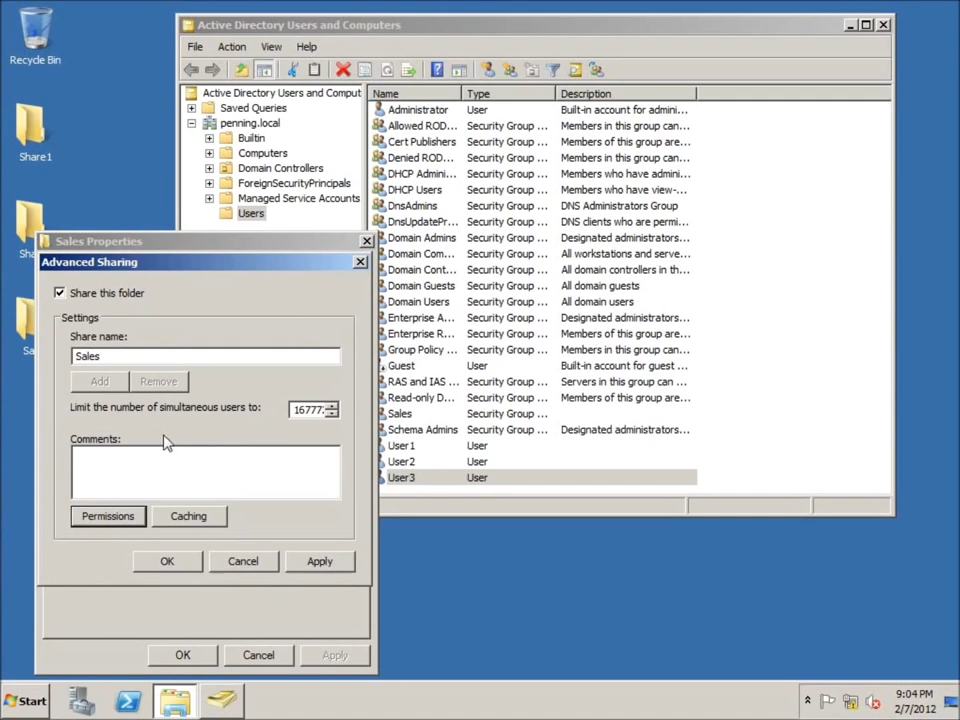 Recycle Bin
Share1
Active Directory Users and Computers
File Action View Help
Active Directory Users and Comput
Saved Queries
penning.local
Builtin
Computers
Domain Controllers
ForeignSecurityPrincipals
Managed Service Accounts
Users
Name Type Description
Administrator User Built-in account for admini...
Allowed ROD... Security Group ... Members in this group can...
Cert Publishers Security Group ... Members of this group are...
Denied ROD... Security Group ... Members in this group can...
DHCP Admini... Security Group ... Members who have admini...
DHCP Users Security Group ... Members who have view-...
DnsAdmins Security Group ... DNS Administrators Group
DnsUpdatePr... Security Group ... DNS clients who are permi...
Domain Admins Security Group ... Designated administrators...
Domain Com... Security Group ... All workstations and serve...
Domain Cont... Security Group ... All domain controllers in th...
Domain Guests Security Group ... All domain guests
Domain Users Security Group ... All domain users
Enterprise A... Security Group ... Designated administrators...
Enterprise R... Security Group ... Members of this group are...
Group Policy ... Security Group ... Members in this group can...
Guest User Built-in account for guest ...
RAS and IAS ... Security Group ... Servers in this group can ...
Read-only D... Security Group ... Members of this group are...
Sales Security Group ...
Schema Admins Security Group ... Designated administrators...
User1 User
User2 User
User3 User
Sales Properties
Advanced Sharing
Share this folder
Settings
Share name:
Sales
Add Remove
Limit the number of simultaneous users to: 16777
Comments:
Permissions Caching
OK Cancel Apply
OK Cancel Apply
Start
9:04 PM
2/7/2012